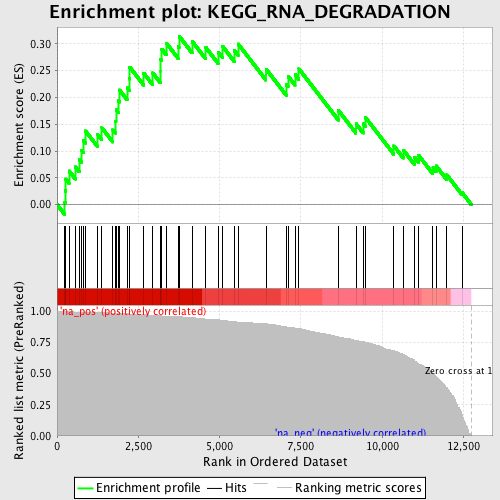 Enrichment plot: KEGG_RNA_DEGRADATION
Enrichment score (ES)
0.30
0.25
0.20
0.15
0.10
0.05
0.00
'na_pos' (positively correlated)
Ranked list metric (PreRanked)
1.00
0.75
0.50
0.25
0.00
Zero cross at 1
'na_neg' (negatively correlated)
0
2,500
5,000
7,500
10,000
12,500
Rank in Ordered Dataset
Enrichment profile
Hits
Ranking metric scores